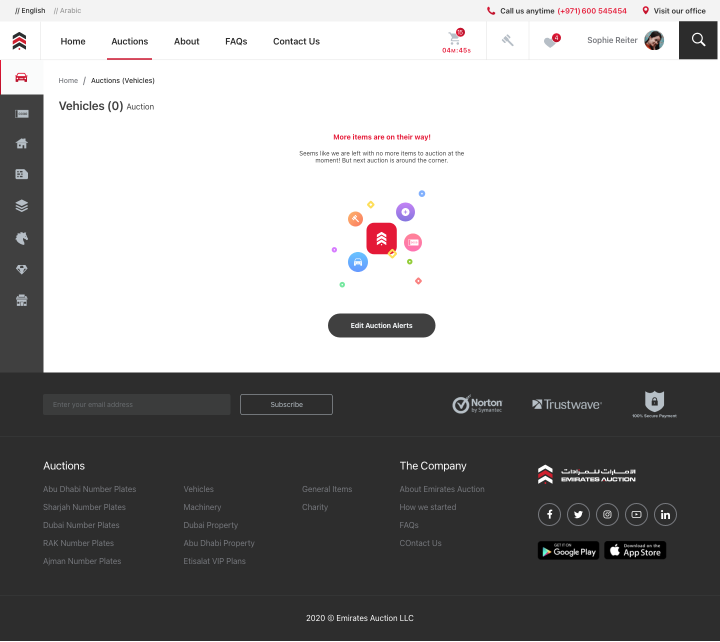 // English // Arabic
Call us anytime (+971) 600 545454
Visit our office
Home
Auctions
About
FAQs
Contact Us
04M:45S
4
Sophie Reiter
Home / Auctions (Vehicles)
Vehicles (0) Auction
More items are on their way!
Seems like we are left with no more items to auction at the
moment! But next auction is around the corner.
Edit Auction Alerts
Enter your email address
Subscribe
Norton
by Symantec
Trustwave
100% Secure Payment
Auctions
Abu Dhabi Number Plates
Sharjah Number Plates
Dubai Number Plates
RAK Number Plates
Ajman Number Plates
Vehicles
Machinery
Dubai Property
Abu Dhabi Property
Etisalat VIP Plans
General Items
Charity
The Company
About Emirates Auction
How we started
FAQs
COntact Us
الإمارات للمزادات
EMIRATES AUCTION
GET IT ON
Google Play
Download on the
App Store
2020 © Emirates Auction LLC